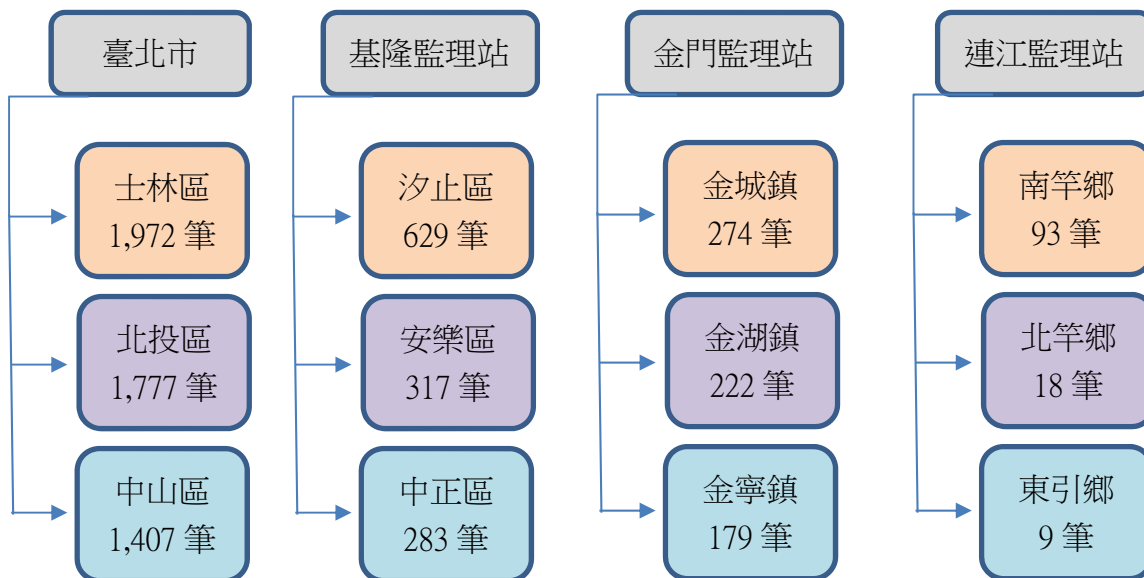 臺北市
士林區
1,972 筆
北投區
1,777 筆
中山區
1,407 筆
基隆監理站
汐止區
629 筆
安樂區
317 筆
中正區
283 筆
金門監理站
金城鎮
274 筆
金湖鎮
222 筆
金寧鎮
179 筆
連江監理站
南竿鄉
93 筆
北竿鄉
18 筆
東引鄉
9 筆